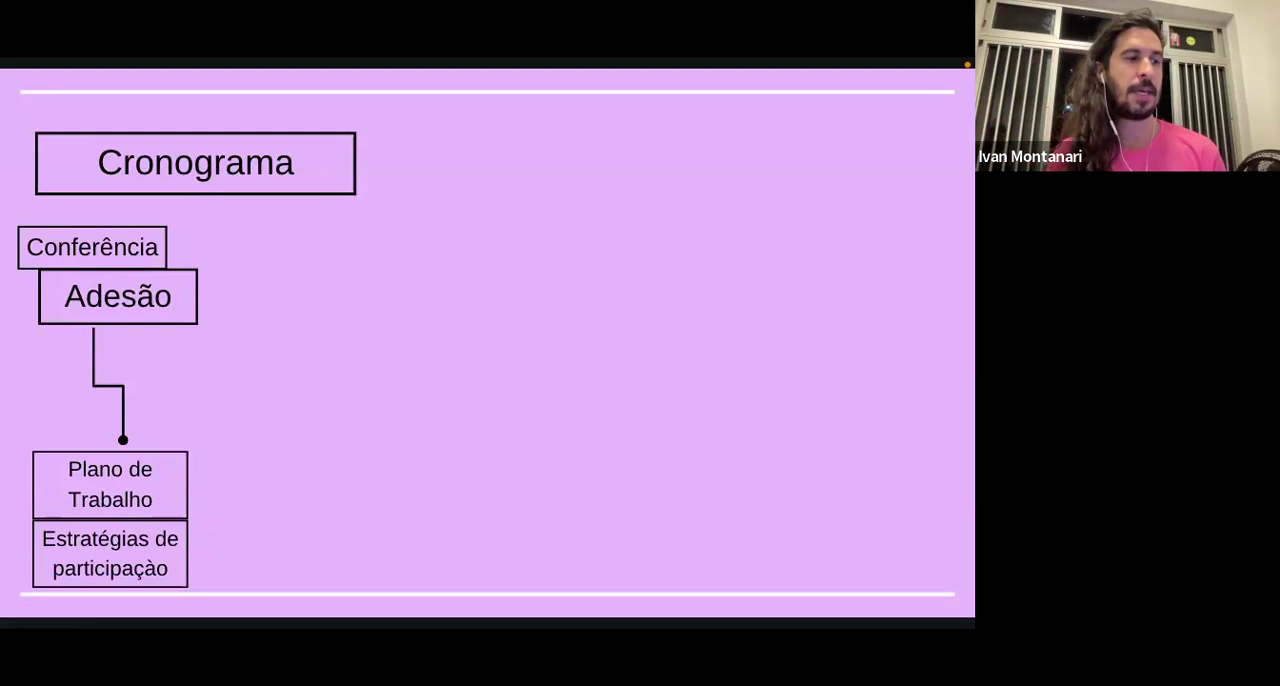 Cronograma
Conferência
Adesão
Plano de
Trabalho
Estratégias de
participaçào
Ivan Montanari